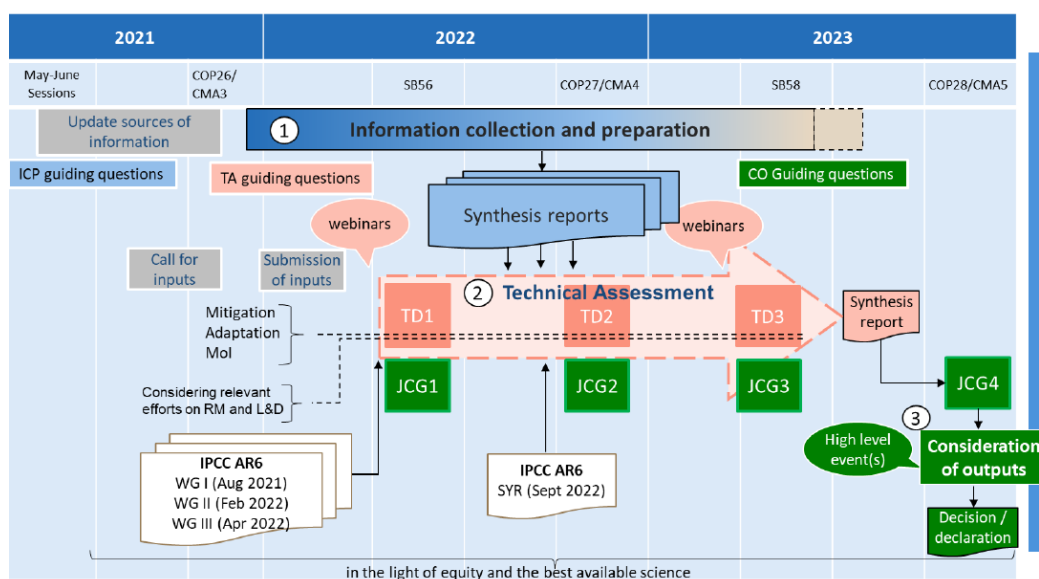 2021
2022
2023
May-June
Sessions
COP26/
CMA3
SB56
COP27/CMA4
SB58
COP28/CMA5
Update sources of
information
1
Information collection and preparation
ICP guiding questions
TA guiding questions
CO Guiding questions
webinars
Synthesis reports
webinars
Call for
inputs
Submission
of inputs
2
Technical Assessment
Mitigation
Adaptation
MoI
TD1
TD2
TD3
Synthesis
report
Considering relevant
efforts on RM and L&D
JCG1
JCG2
JCG3
JCG4
3
High level
event(s)
Consideration
of outputs
IPCC AR6
WG I (Aug 2021)
WG II (Feb 2022)
WG III (Apr 2022)
IPCC AR6
SYR (Sept 2022)
Decision /
declaration
in the light of equity and the best available science